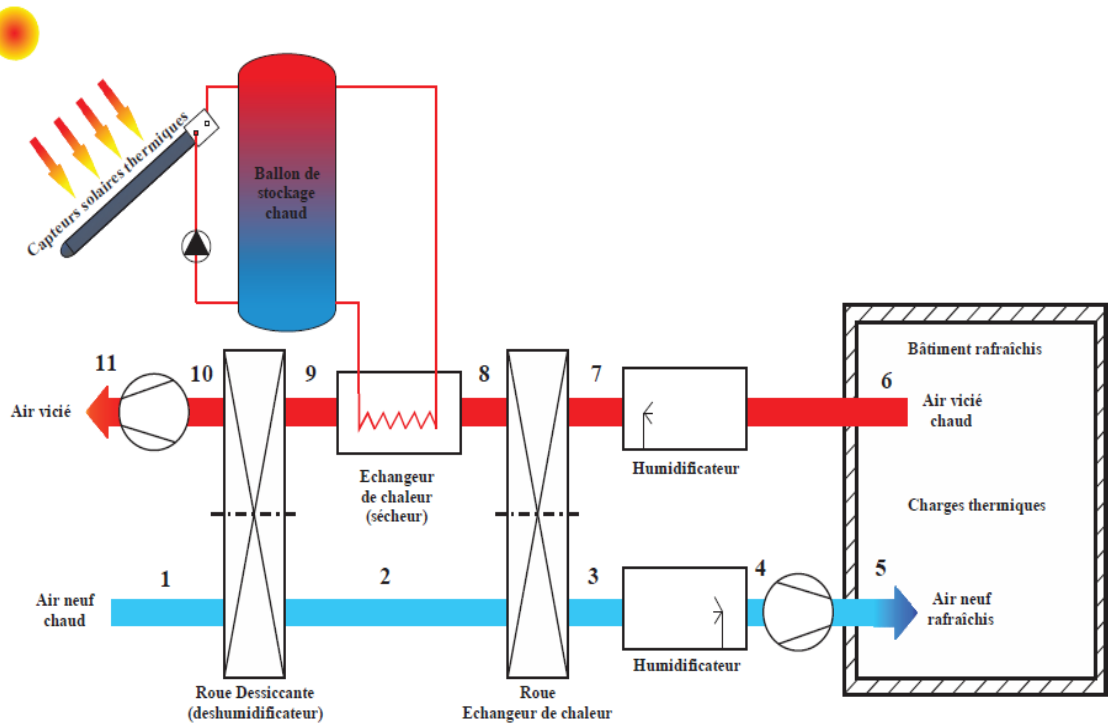 Capteurs solaires thermiques
Ballon de
stockage
chaud
11
10
9
8
7
6
Air vicié
Bâtiment rafraîchis
Air vicié
chaud
Humidificateur
Echangeur
de chaleur
(sécheur)
Charges thermiques
1
2
3
4
5
Air neuf
chaud
Air neuf
rafraîchis
Humidificateur
Roue Dessiccante
(deshumidificateur)
Roue
Echangeur de chaleur